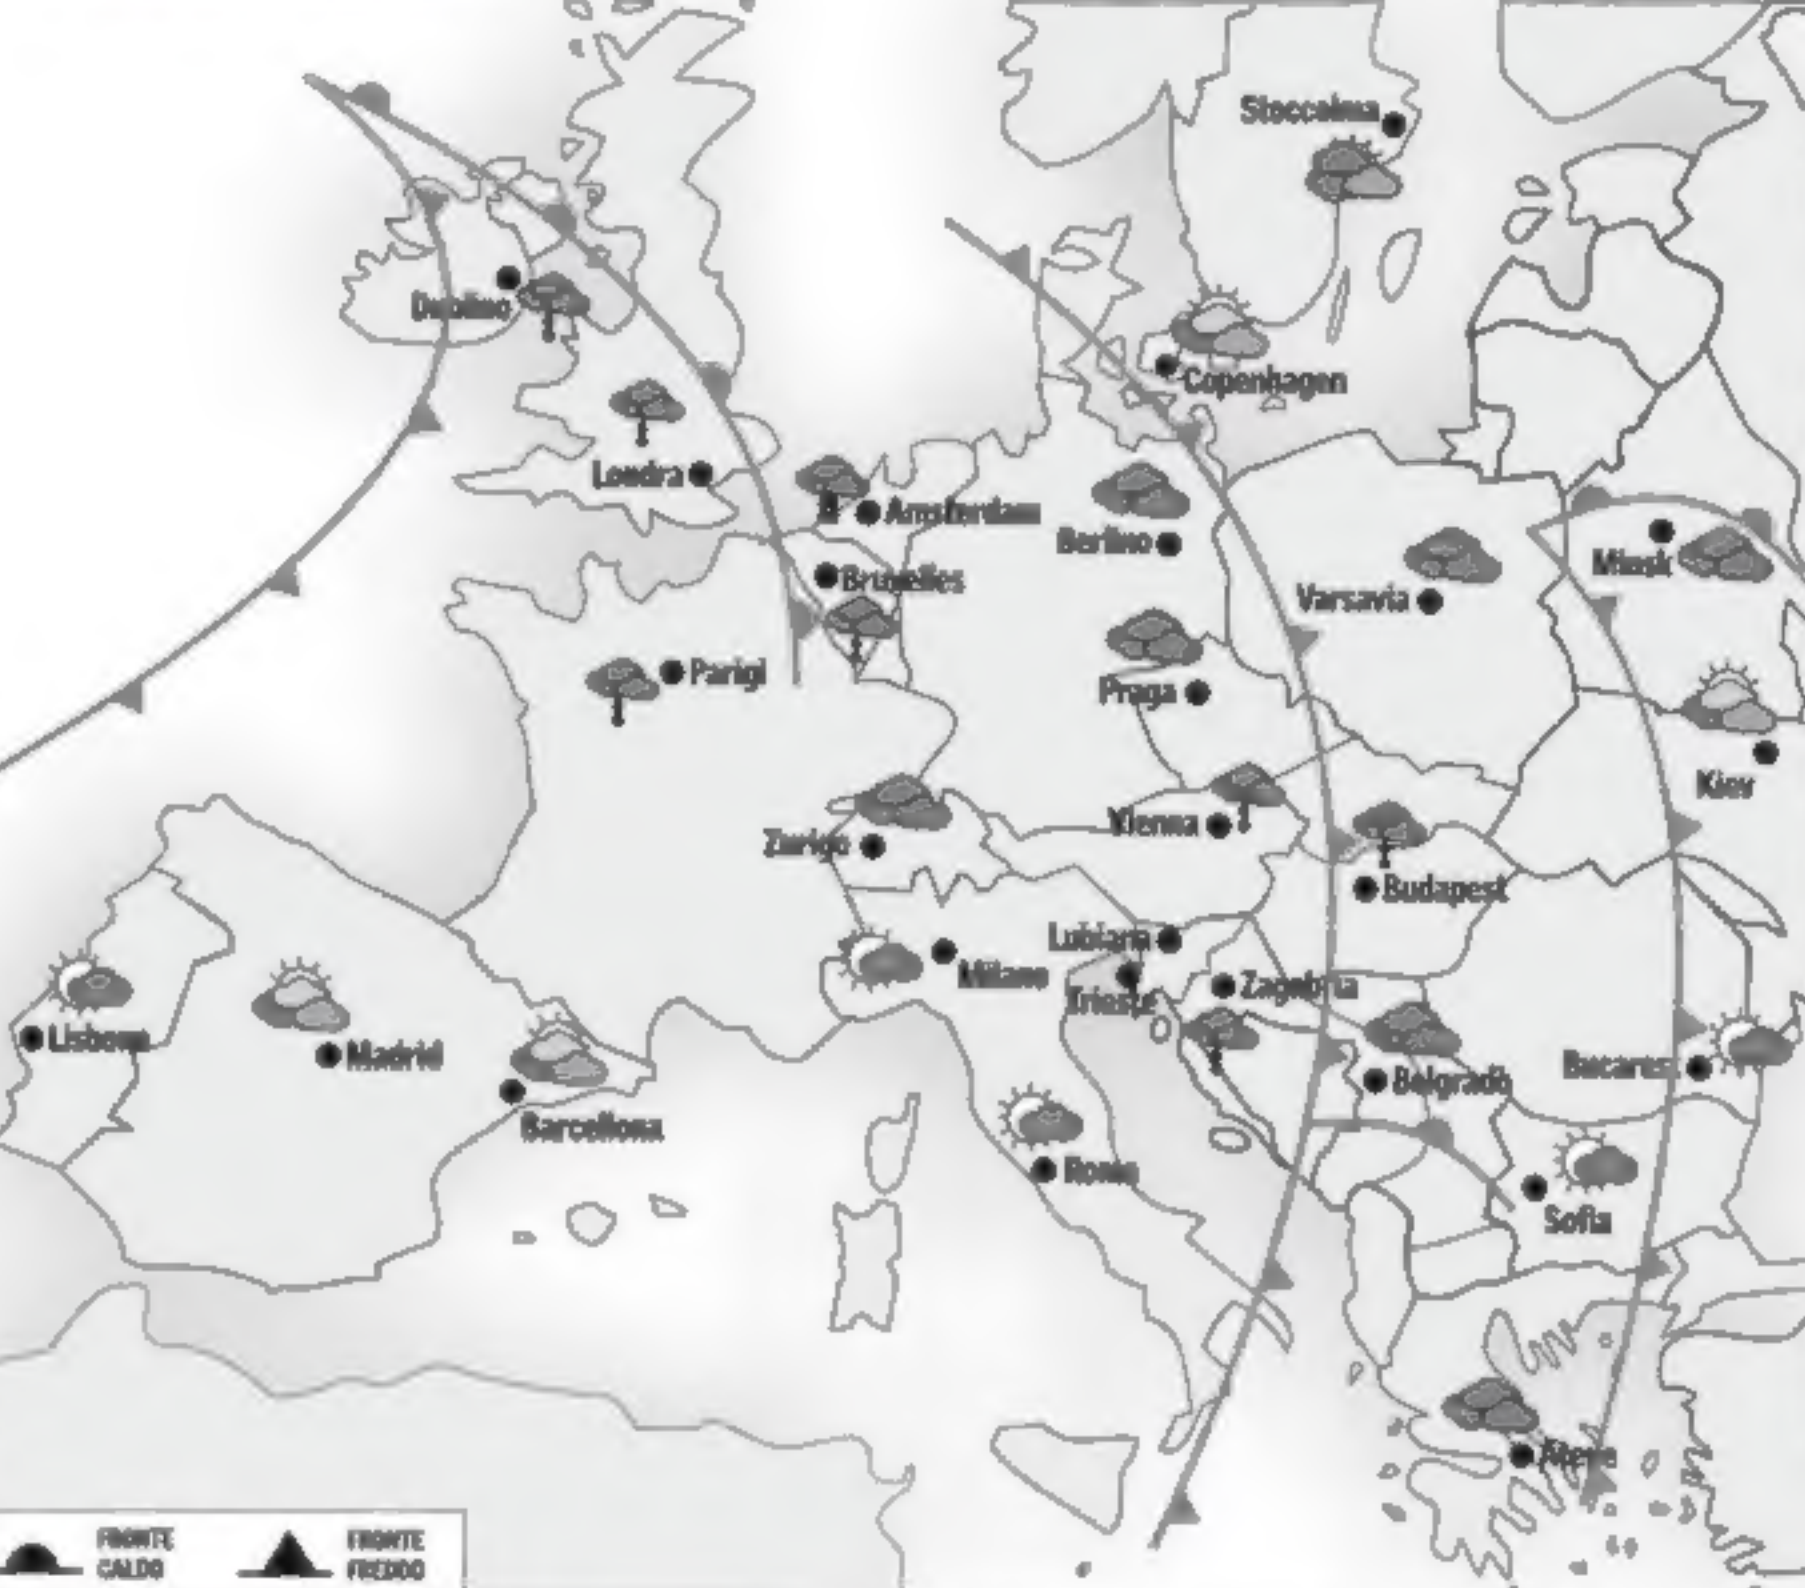 Stoccolma
Dublino
Copenhagen
Londra
Amsterdam
Berlino
Minsk
Bruxelles
Varsavia
Parigi
Praga
Kiev
Vienna
Zurigo
Budapest
Lubiana
Milano
Zagabria
Trieste
Lisbona
Madrid
Belgrado
Bucarest
Barcellona
Roma
Sofia
Atene
FRONTE
CALDO
FRONTE
FREDDO